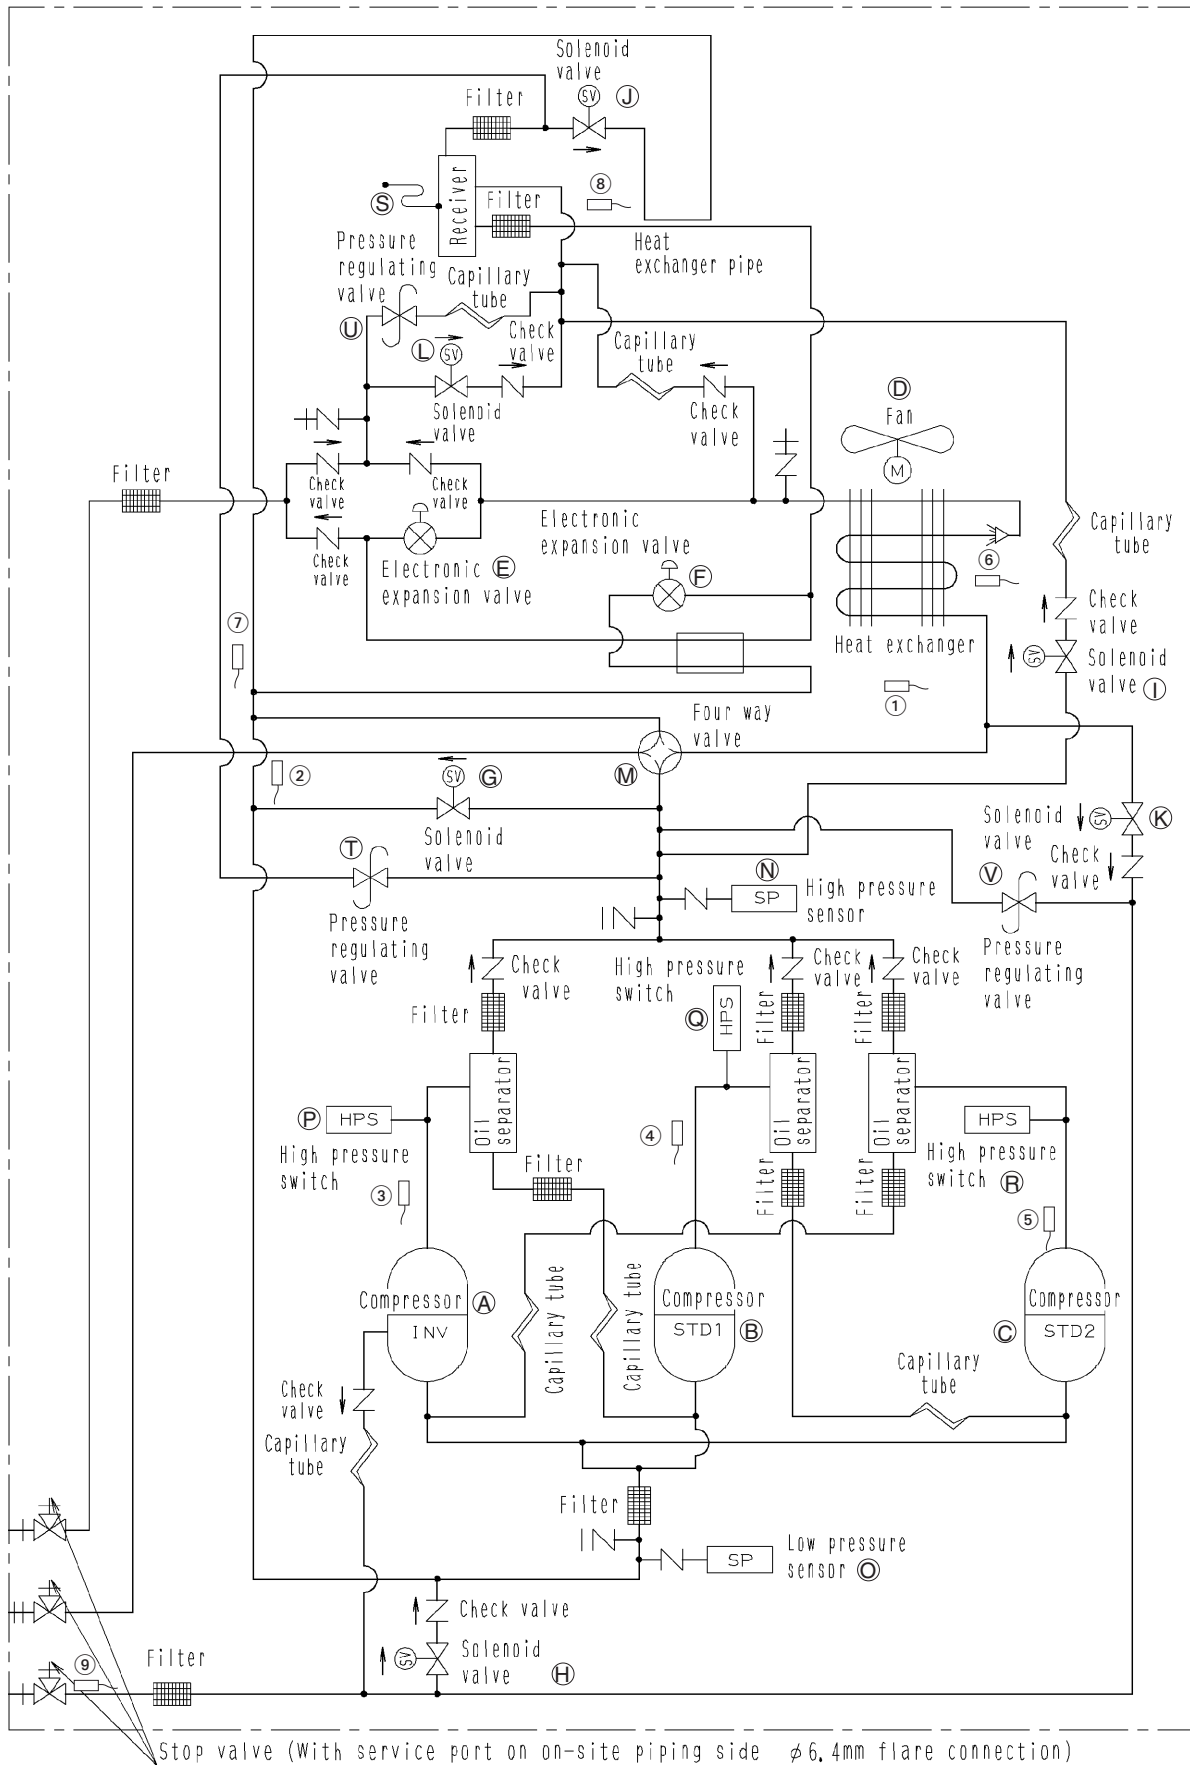 Solenoid
valve
SV
J
Filter
S
Receiver
Filter
8
Heat
exchanger pipe
Pressure
regulating
valve
Capillary
tube
U
L
SV
Check
valve
Solenoid
valve
Capillary
tube
Check
valve
D
Fan
M
Filter
Check
valve
Check
valve
Check
valve
Electronic
expansion valve
Electronic E
expansion valve
F
6
Capillary
tube
Check
valve
SV
Solenoid
valve I
7
Heat exchanger
1
Four way
valve
M
2
SV
G
Solenoid
valve
Solenoid
valve
SV
K
Check
valve
T
Pressure
regulating
valve
N
SP
High pressure
sensor
V
Pressure
regulating
valve
Check
valve
High pressure
switch
Check
valve
Check
valve
Filter
Q
HPS
Filter
Filter
Oil
separator
Oil
separator
Oil
separator
P
HPS
High pressure
switch
4
HPS
High pressure
switch R
Filter
Filter
Filter
3
5
Compressor A
INV
Capillary tube
Capillary tube
Compressor
STD1
B
Compressor
STD2
C
Check
valve
Capillary
tube
Capillary
tube
Filter
SP
Low pressure
sensor O
Check valve
SV
Solenoid
valve
H
9
Filter
Stop valve (With service port on on-site piping side φ6.4mm flare connection)